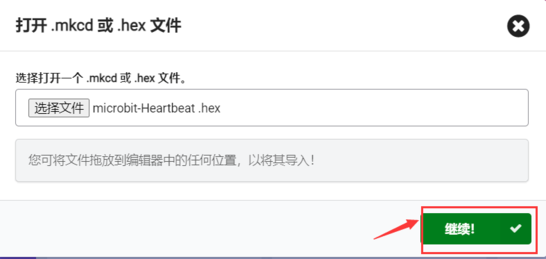 打开 .mkcd 或 .hex 文件
选择打开一个 .mkcd 或 .hex 文件。
选择文件 microbit-Heartbeat .hex
您可将文件拖放到编辑器中的任何位置，以将其导入！
继续!